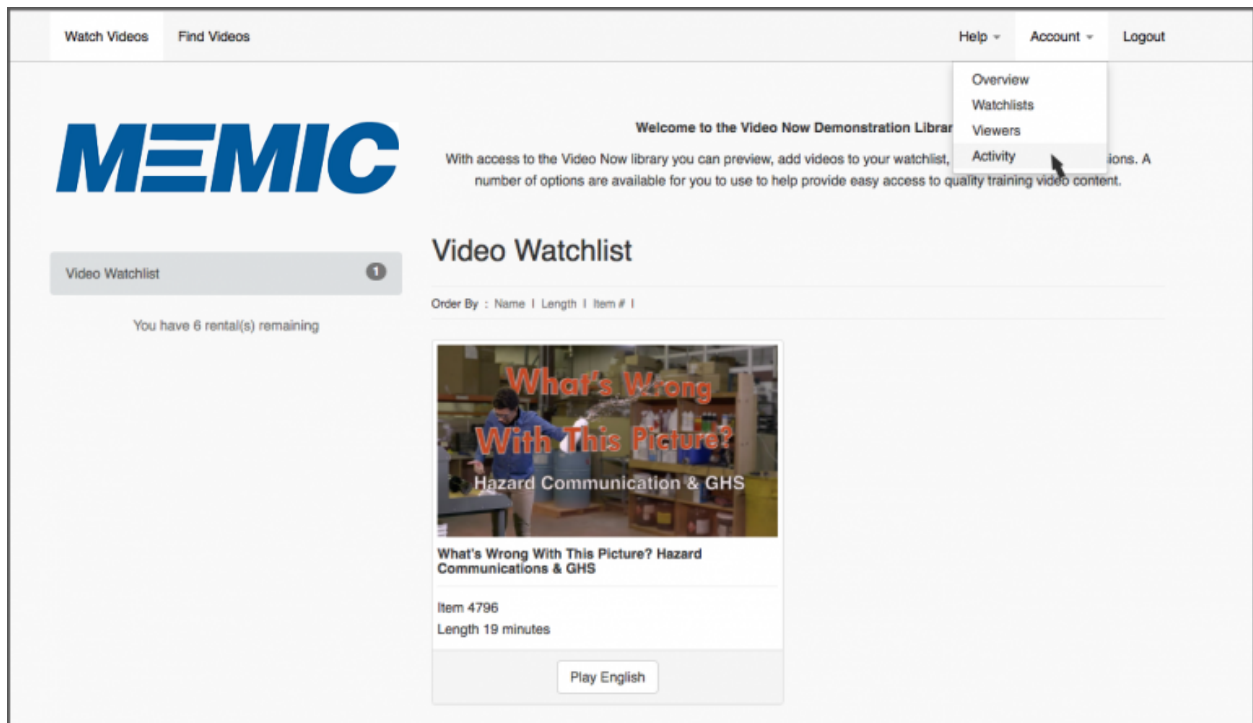 Watch Videos Find Videos Help Account Logout
Overview
Watchlists
Viewers
Activity
MEMIC
Welcome to the Video Now Demonstration Librar
With access to the Video Now library you can preview, add videos to your watchlist, ions. A
number of options are available for you to use to help provide easy access to quality training video content.
Video Watchlist 1
You have 6 rental(s) remaining
Video Watchlist
Order By : Name | Length | Item # |
What's Wrong
With This Picture?
Hazard Communication & GHS
What's Wrong With This Picture? Hazard
Communications & GHS
Item 4796
Length 19 minutes
Play English